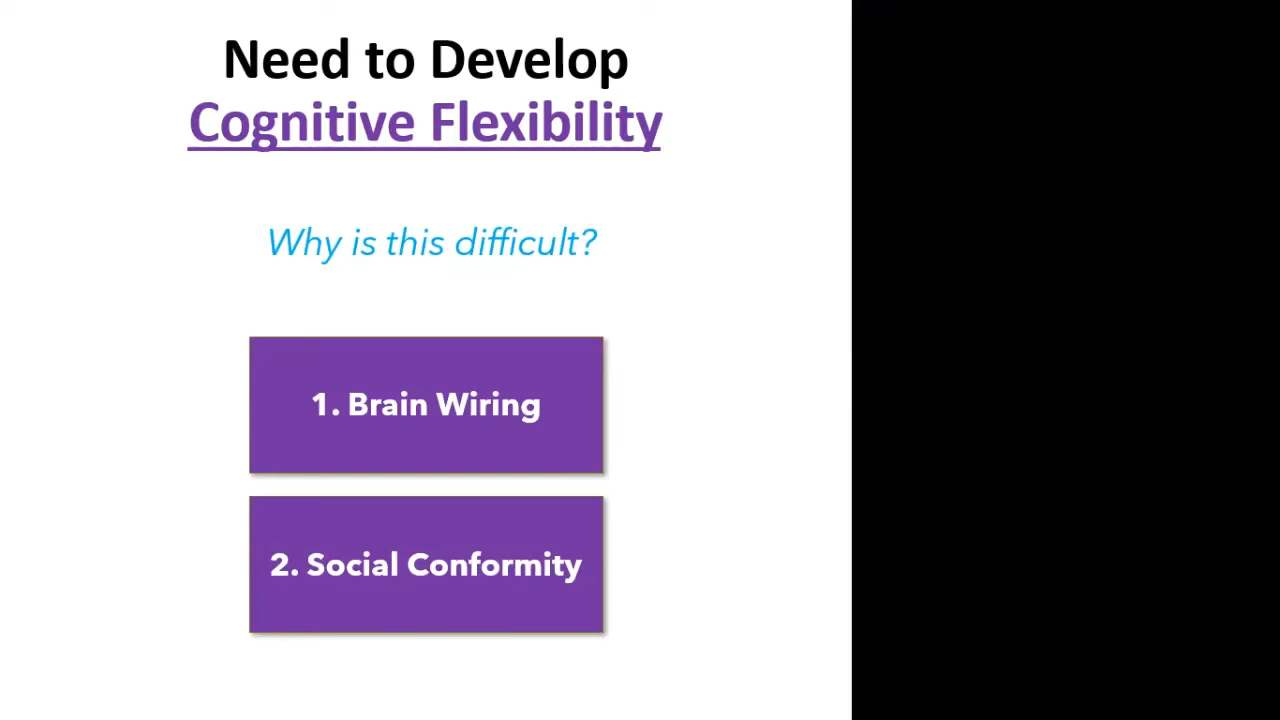 Need to Develop
Cognitive Flexibility
Why is this difficult?
1. Brain Wiring
2. Social Conformity